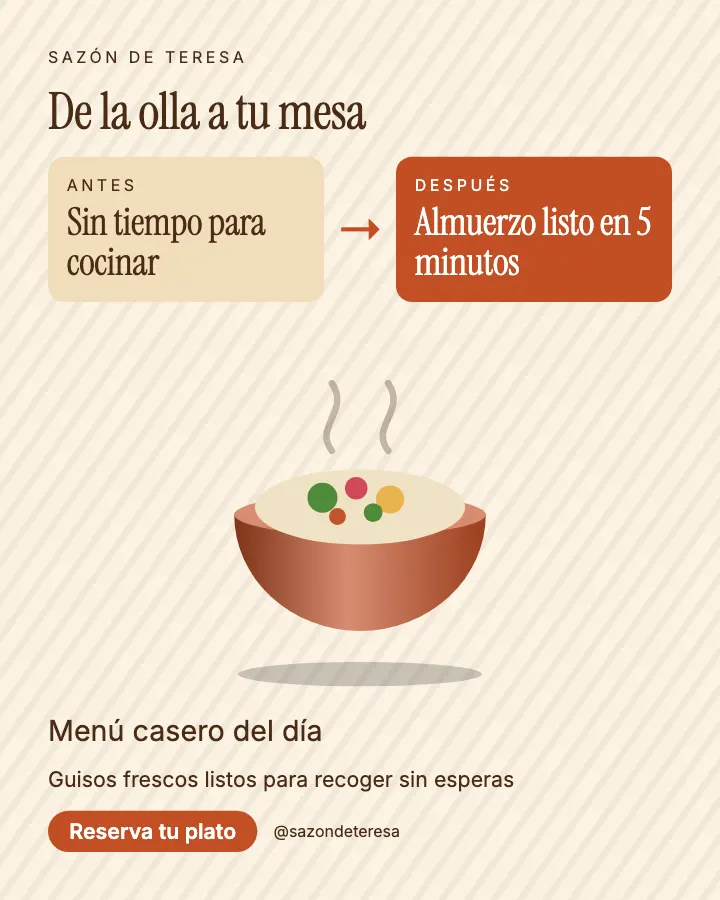 SAZÓN DE TERESA
De la olla a tu mesa
ANTES
Sin tiempo para
cocinar
DESPUÉS
Almuerzo listo en 5
minutos
Menú casero del día
Guisos frescos listos para recoger sin esperas
Reserva tu plato
@sazondeteresa